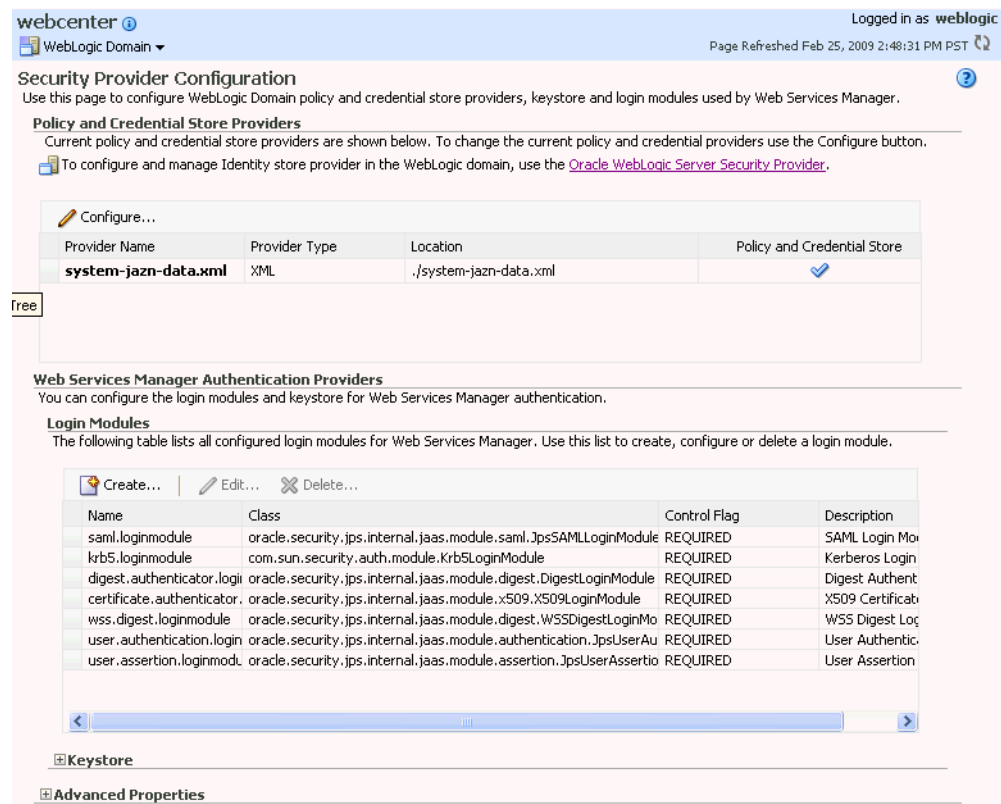 webcenter
Logged in as weblogic
WebLogic Domain
Page Refreshed Feb 25, 2009 2:48:31 PM PST
Security Provider Configuration
Use this page to configure WebLogic Domain policy and credential store providers, keystore and login modules used by Web Services Manager.
Policy and Credential Store Providers
Current policy and credential store providers are shown below. To change the current policy and credential providers use the Configure button.
To configure and manage Identity store provider in the WebLogic domain, use the Oracle WebLogic Server Security Provider.
Configure...
Provider Name Provider Type Location Policy and Credential Store
system-jazn-data.xml XML ./system-jazn-data.xml
Tree
Web Services Manager Authentication Providers
You can configure the login modules and keystore for Web Services Manager authentication.
Login Modules
The following table lists all configured login modules for Web Services Manager. Use this list to create, configure or delete a login module.
Create... Edit... Delete...
Name Class Control Flag Description
saml.loginmodule oracle.security.jps.internal.jaas.module.saml.JpsSAMLLoginModule REQUIRED SAML Login Mo
krb5.loginmodule com.sun.security.auth.module.Krb5LoginModule REQUIRED Kerberos Login
digest.authenticator.logi oracle.security.jps.internal.jaas.module.digest.DigestLoginModule REQUIRED Digest Authent
certificate.authenticator. oracle.security.jps.internal.jaas.module.x509.X509LoginModule REQUIRED X509 Certificat
wss.digest.loginmodule oracle.security.jps.internal.jaas.module.digest.WSSDigestLoginMo REQUIRED WSS Digest Log
user.authentication.login oracle.security.jps.internal.jaas.module.authentication.JpsUserAu REQUIRED User Authentic
user.assertion.loginmodu oracle.security.jps.internal.jaas.module.assertion.JpsUserAssertio REQUIRED User Assertion
Keystore
Advanced Properties